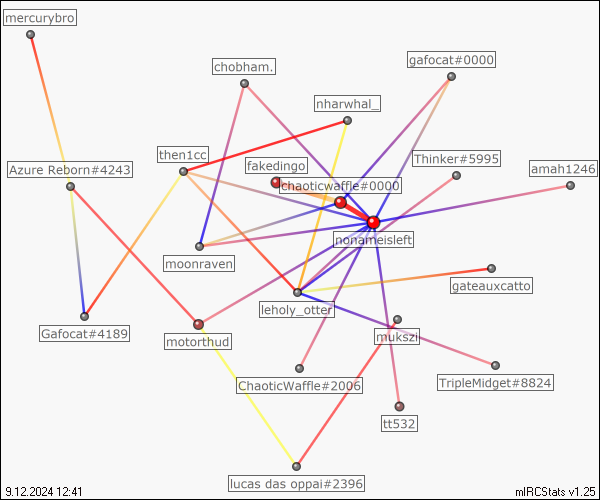 mercurybro
gafocat#0000
chobham.
nharwhal_
then1cc
Thinker#5995
fakedingo
Azure Reborn#4243
amah1246
chaoticwaffle#0000
nonameisleft
moonraven
gateauxcatto
leholy_otter
Gafocat#4189
motorthud
mukszi
ChaoticWaffle#2006
TripleMidget#8824
tt532
lucas das oppai#2396
9.12.2024 12:41
mIRCStats v1.25